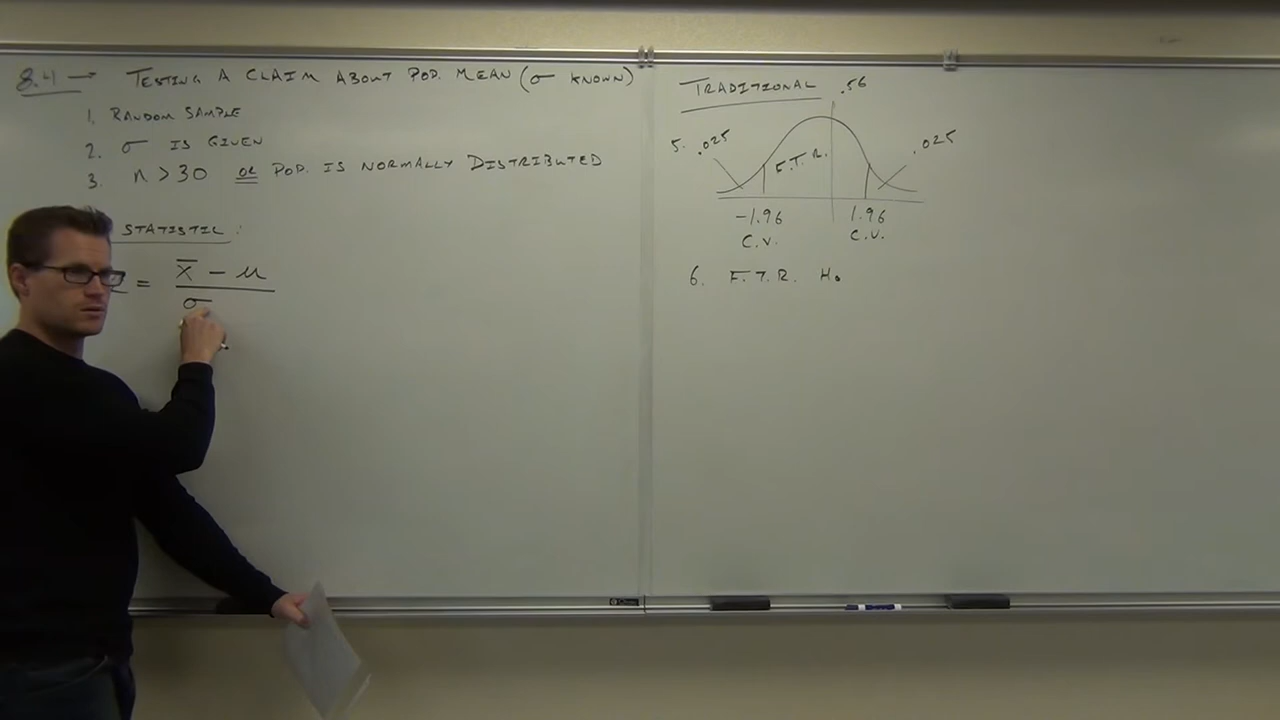 8.4 → TESTING A CLAIM ABOUT POP. MEAN (σ KNOWN)
1. RANDOM SAMPLE
2. σ IS GIVEN
3. n > 30 OR POP. IS NORMALLY DISTRIBUTED
STATISTIC:
= x̄ - μ
σ
TRADITIONAL .56
5. .025 F.T.R. .025
-1.96 1.96
C.V. C.V.
6. F.T.R. H₀